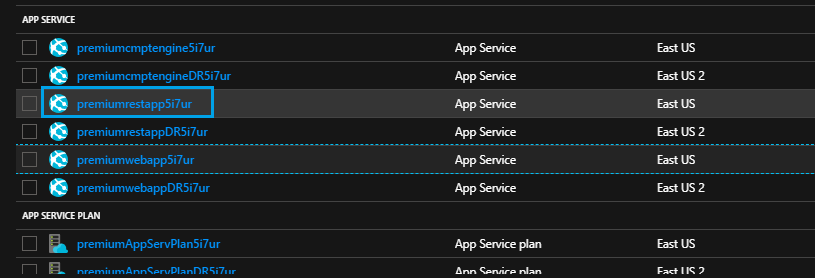 APP SERVICE
premiumcmptengine5i7ur App Service East US
premiumcmptengineDR5i7ur App Service East US 2
premiumrestapp5i7ur App Service East US
premiumrestappDR5i7ur App Service East US 2
premiumwebapp5i7ur App Service East US
premiumwebappDR5i7ur App Service East US 2
APP SERVICE PLAN
premiumAppServPlan5i7ur App Service plan East US
premiumAppServPlanDR5i7ur App Service plan East US 2